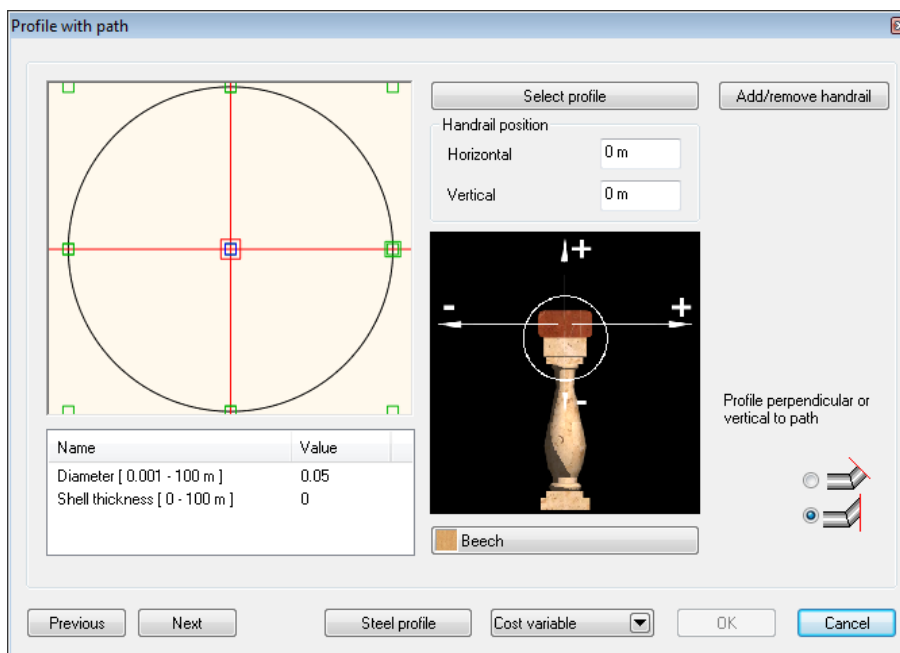 Profile with path
Select profile
Add/remove handrail
Handrail position
Horizontal
0 m
Vertical
0 m
+
-
+
-
Name
Value
Diameter [ 0.001 - 100 m ]
0.05
Shell thickness [ 0 - 100 m ]
0
Profile perpendicular or
vertical to path
Beech
Previous
Next
Steel profile
Cost variable
OK
Cancel